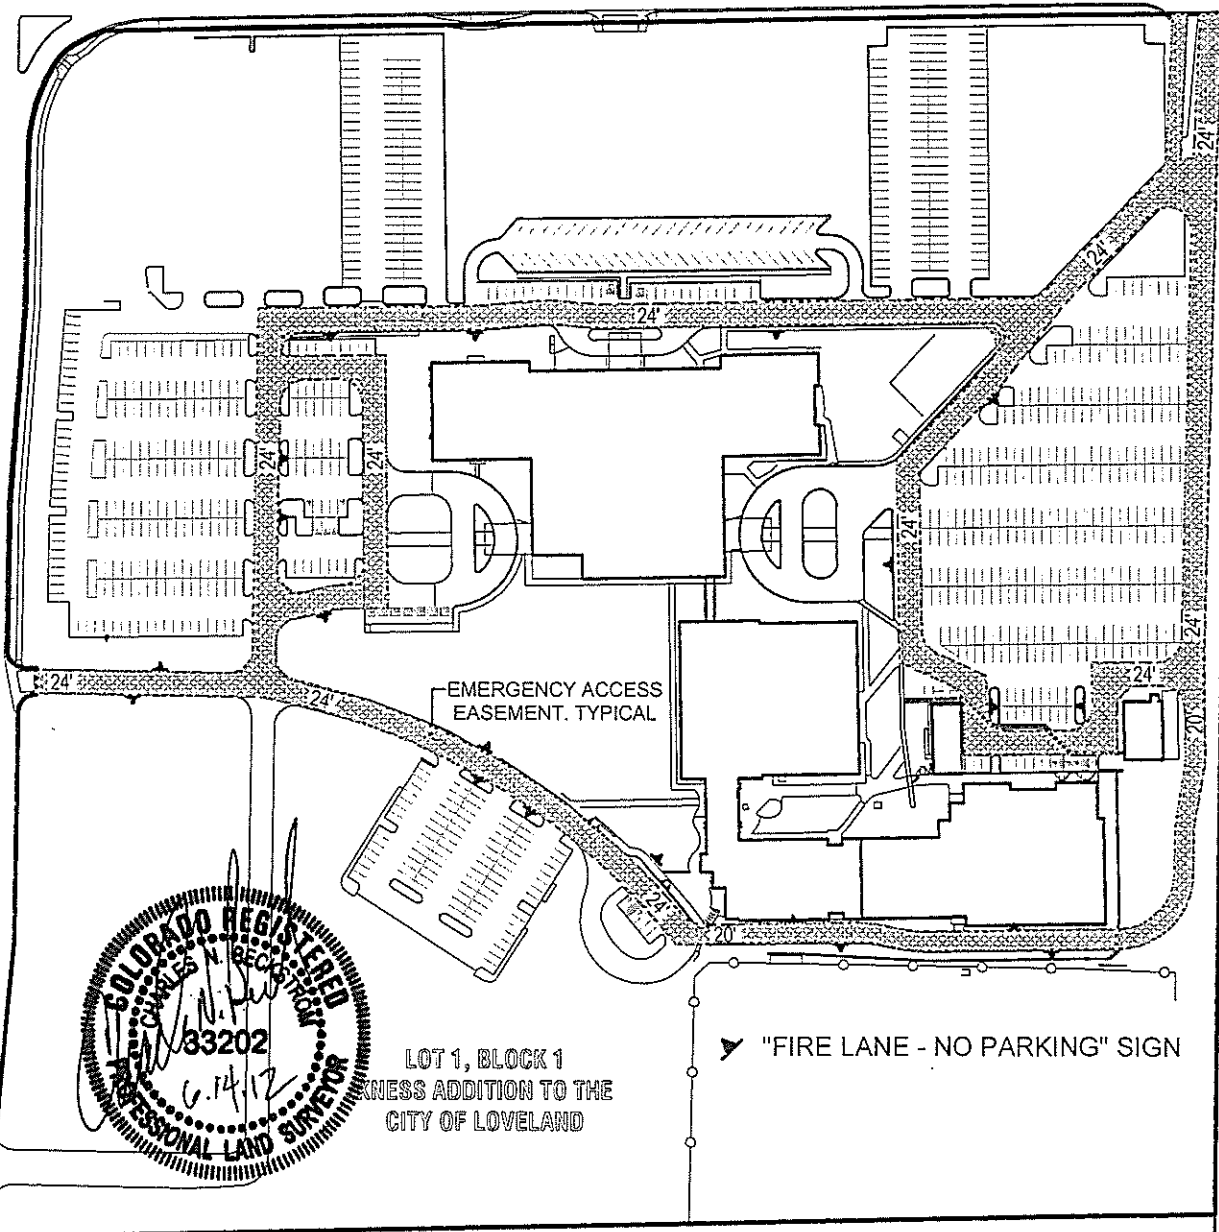 24'
24'
24'
24'
24'
24'
24'
24'
24'
24'
24'
20'
EMERGENCY ACCESS
EASEMENT. TYPICAL
24'
20'
COLORADO REGISTERED
CHARLES N. BECKSTROM
33202
6.14.12
PROFESSIONAL LAND SURVEYOR
"FIRE LANE - NO PARKING" SIGN
LOT 1, BLOCK 1
KNESS ADDITION TO THE
CITY OF LOVELAND